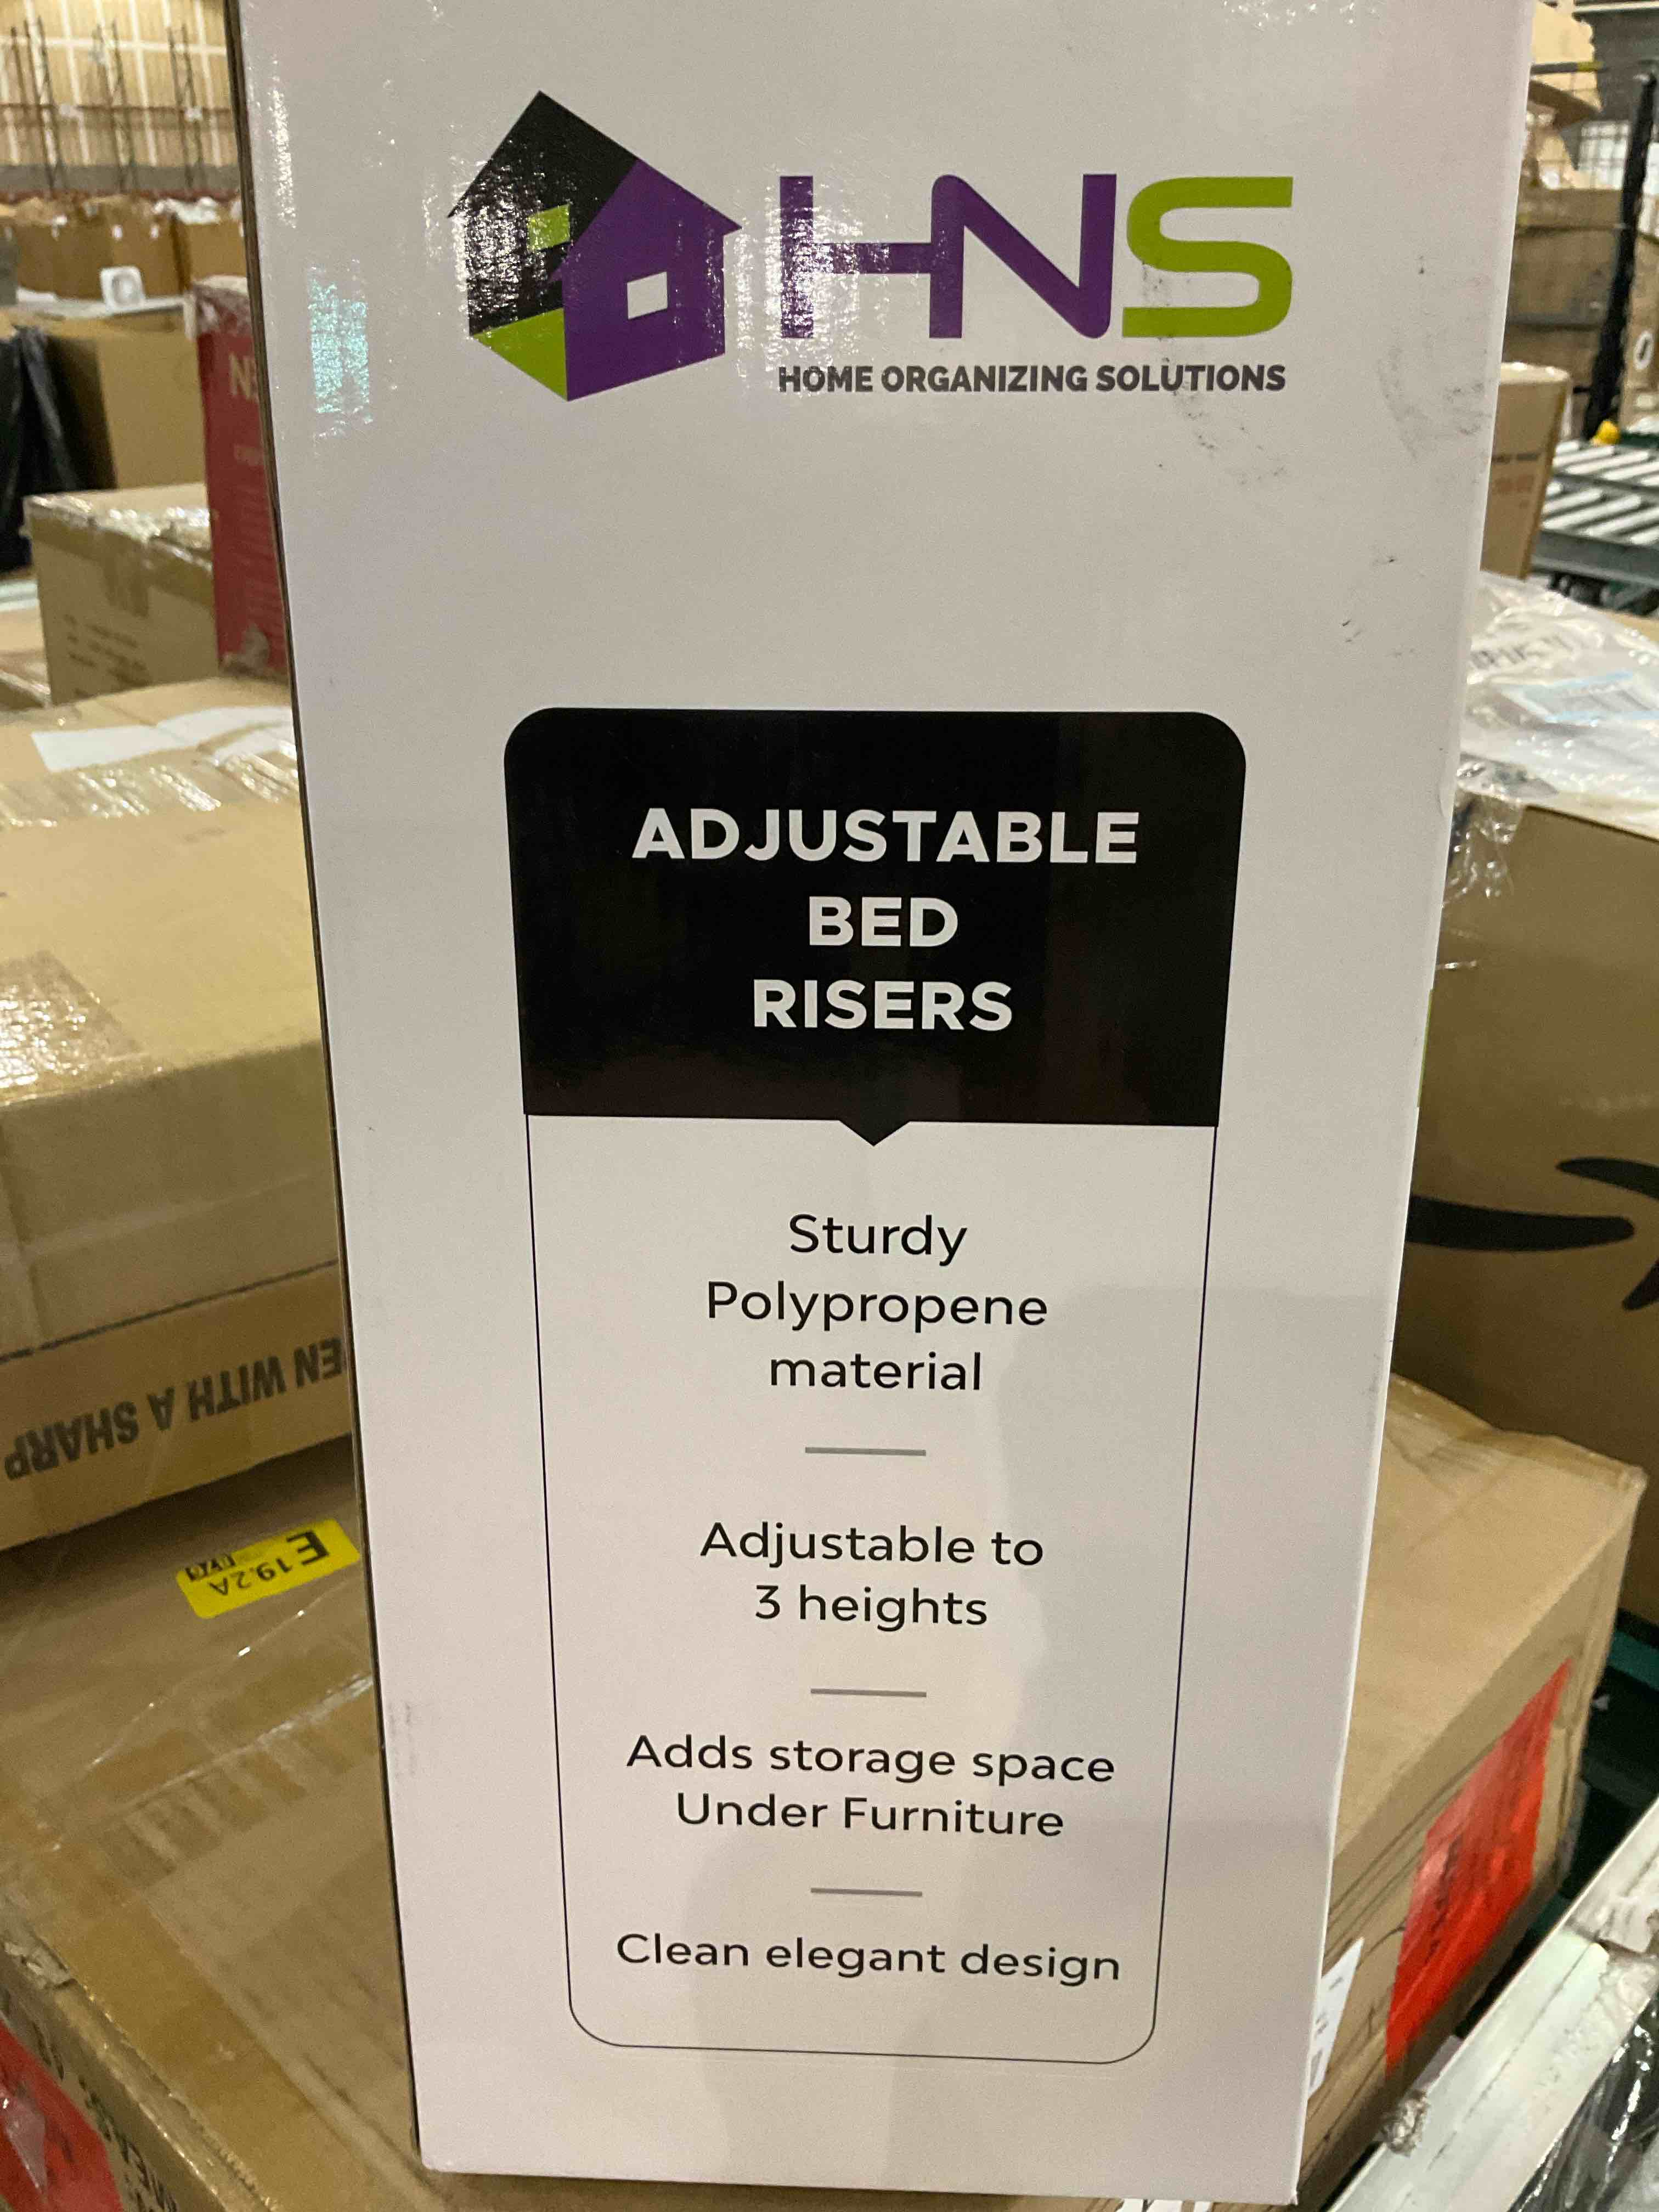 HNS
HOME ORGANIZING SOLUTIONS
ADJUSTABLE
BED
RISERS
Sturdy
Polypropene
material
Adjustable to
3 heights
Adds storage space
Under Furniture
Clean elegant design
WITH A SHARP
E 19.2A